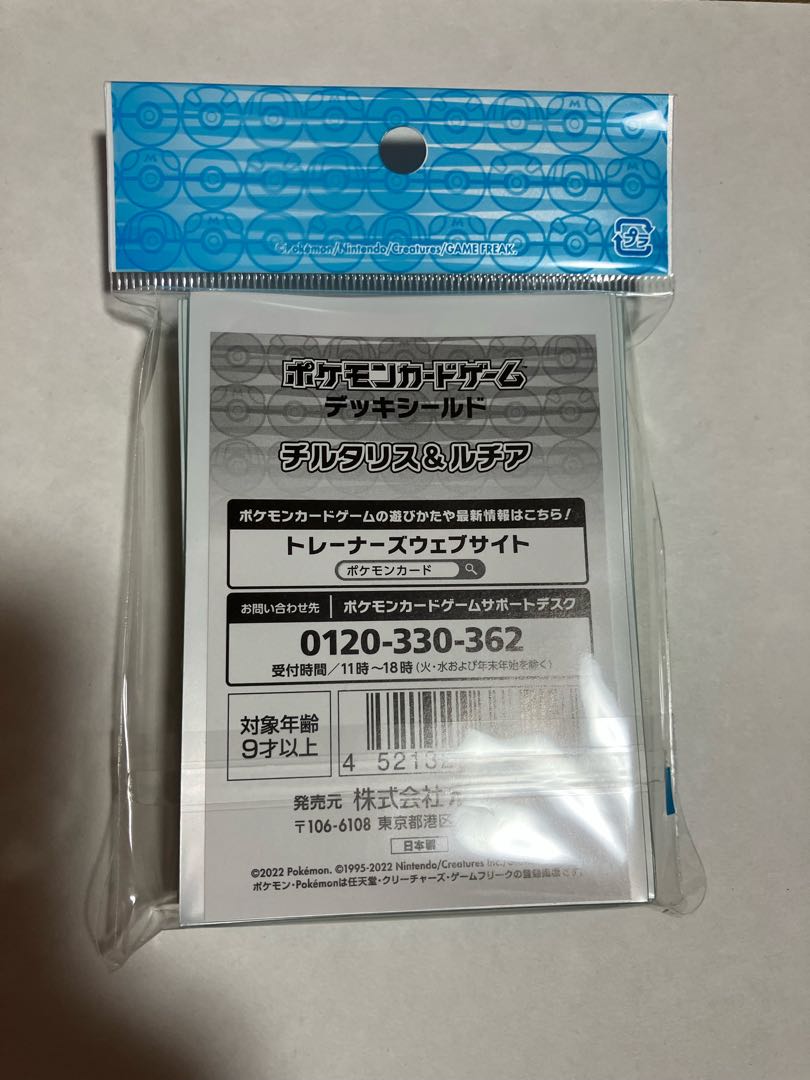 ©Pokémon/Nintendo/Creatures/GAME FREAK.
プラ
ポケモンカードゲーム™
デッキシールド
チルタリス&ルチア
ポケモンカードゲームの遊びかたや最新情報はこちら!
トレーナーズウェブサイト
ポケモンカード
お問い合わせ先 ポケモンカードゲームサポートデスク
0120-330-362
受付時間/11時~18時(火・水および年末年始を除く)
対象年齢
9才以上
4 52132
発売元 株式会社
〒106-6108 東京都港区
日本製
©2022 Pokémon. ©1995-2022 Nintendo/Creatures Inc./
ポケモン・Pokémonは任天堂・クリーチャーズ・ゲームフリークの登録商標です。